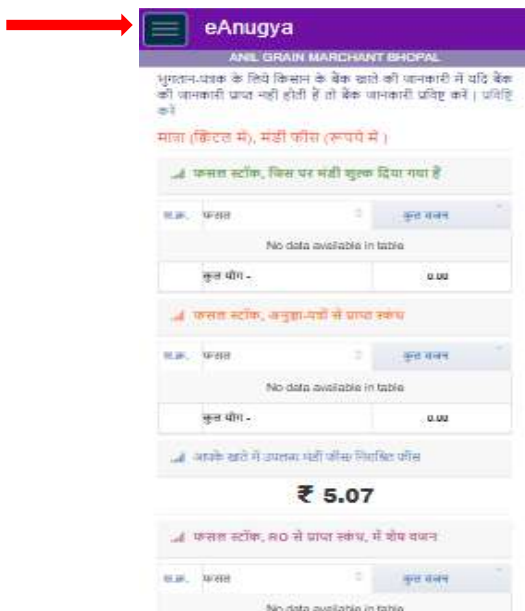 eAnugya
ANIL GRAIN MARCHANT BHOPAL
भुगतान-पत्रक के लिये किसान के बैंक खाते की जानकारी में यदि बैंक
की जानकारी प्राप्त नही होती हैं तो बैंक जानकारी प्रविष्ट करें | प्रविष्टि
करें
मात्रा (क्विंटल में), मंडी फीस (रूपये में )
फसल स्टॉक, जिस पर मंडी शुल्क दिया गया है
स.क्र. फसल कुल वजन
No data available in table
कुल योग - 0.00
फसल स्टॉक, अनुज्ञा-पत्रों से प्राप्त स्कंध
स.क्र. फसल कुल वजन
No data available in table
कुल योग - 0.00
आपके खाते में उपलब्ध मंडी फीस/ निराश्रित फीस
₹ 5.07
फसल स्टॉक, RO से प्राप्त स्कंध, में शेष वजन
स.क्र. फसल कुल वजन
No data available in table